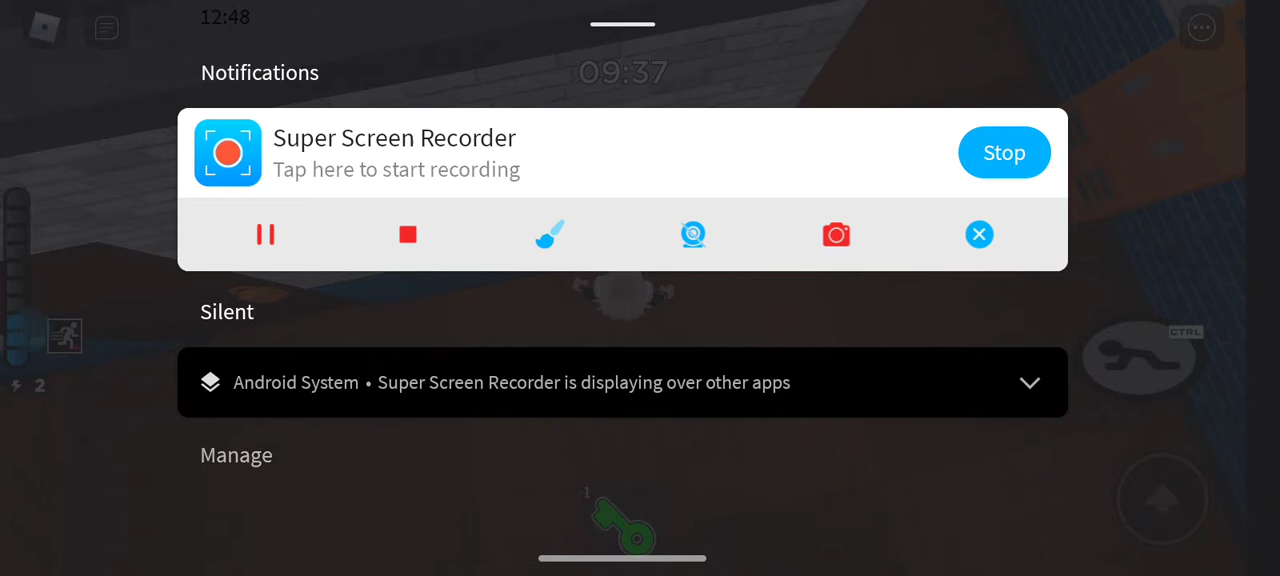 12:48
09:37
Notifications
Super Screen Recorder
Tap here to start recording
Stop
Silent
CTRL
Android System • Super Screen Recorder is displaying over other apps
2
Manage
1